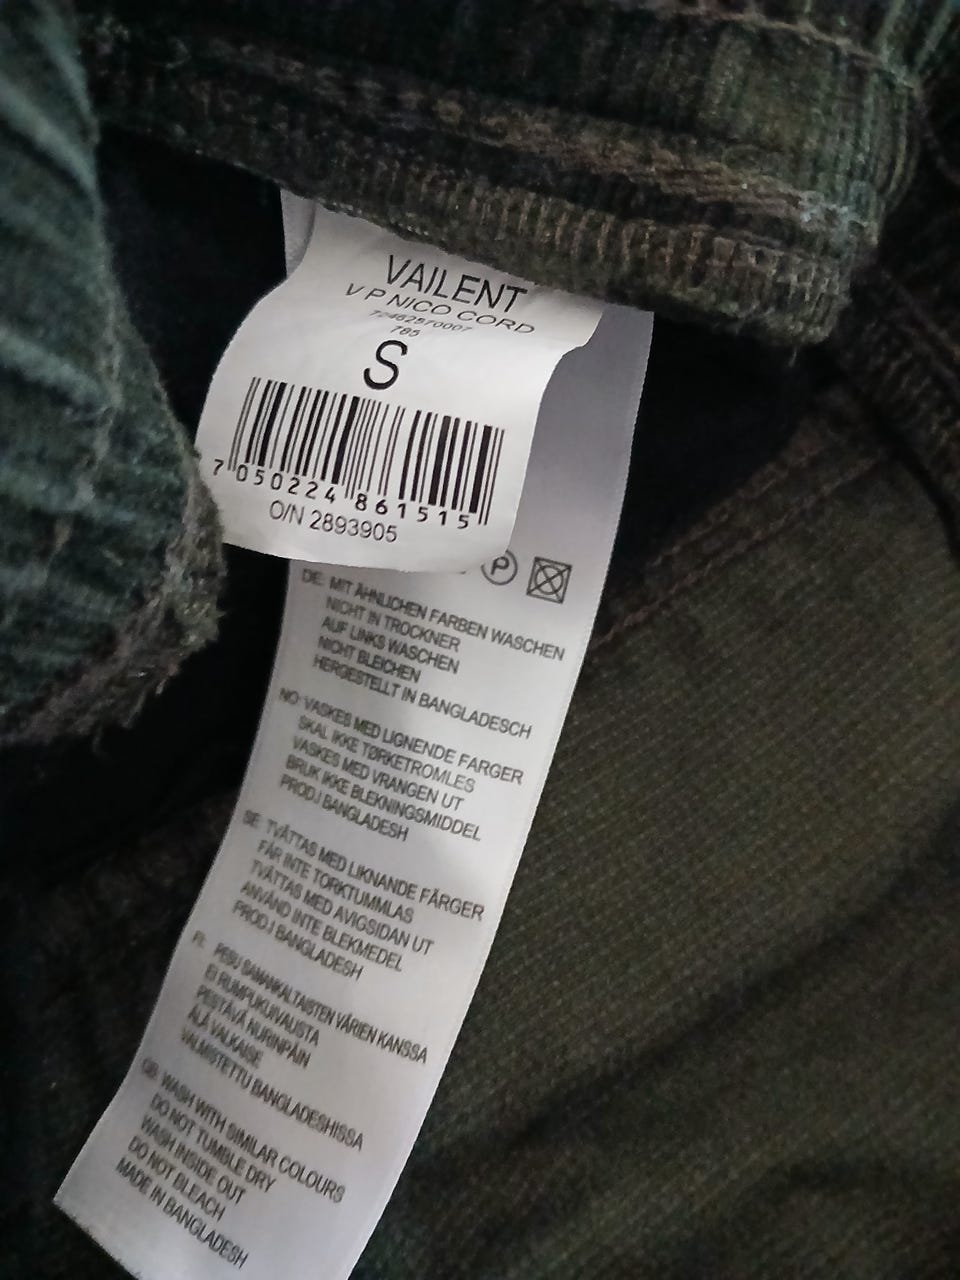 VAILENT
V P NICO CORD
72462570007
785
S
7 050224 861515
O/N 2893905
P
DE: MIT ÄHNLICHEN FARBEN WASCHEN
NICHT IN TROCKNER
AUF LINKS WASCHEN
NICHT BLEICHEN
HERGESTELLT IN BANGLADESCH
NO: VASKES MED LIGNENDE FARGER
SKAL IKKE TØRKETROMLES
VASKES MED VRANGEN UT
BRUK IKKE BLEKNINGSMIDDEL
PROD.I BANGLADESH
SE: TVÄTTAS MED LIKNANDE FÄRGER
FÅR INTE TORKTUMMLAS
TVÄTTAS MED AVIGSIDAN UT
ANVÄND INTE BLEKMEDEL
PROD.I BANGLADESH
FI: PESU SAMANKALTAISTEN VÄRIEN KANSSA
EI RUMPUKUIVAUSTA
PESTÄVÄ NURINPÄIN
ÄLÄ VALKAISE
VALMISTETTU BANGLADESHISSA
GB: WASH WITH SIMILAR COLOURS
DO NOT TUMBLE DRY
WASH INSIDE OUT
DO NOT BLEACH
MADE IN BANGLADESH